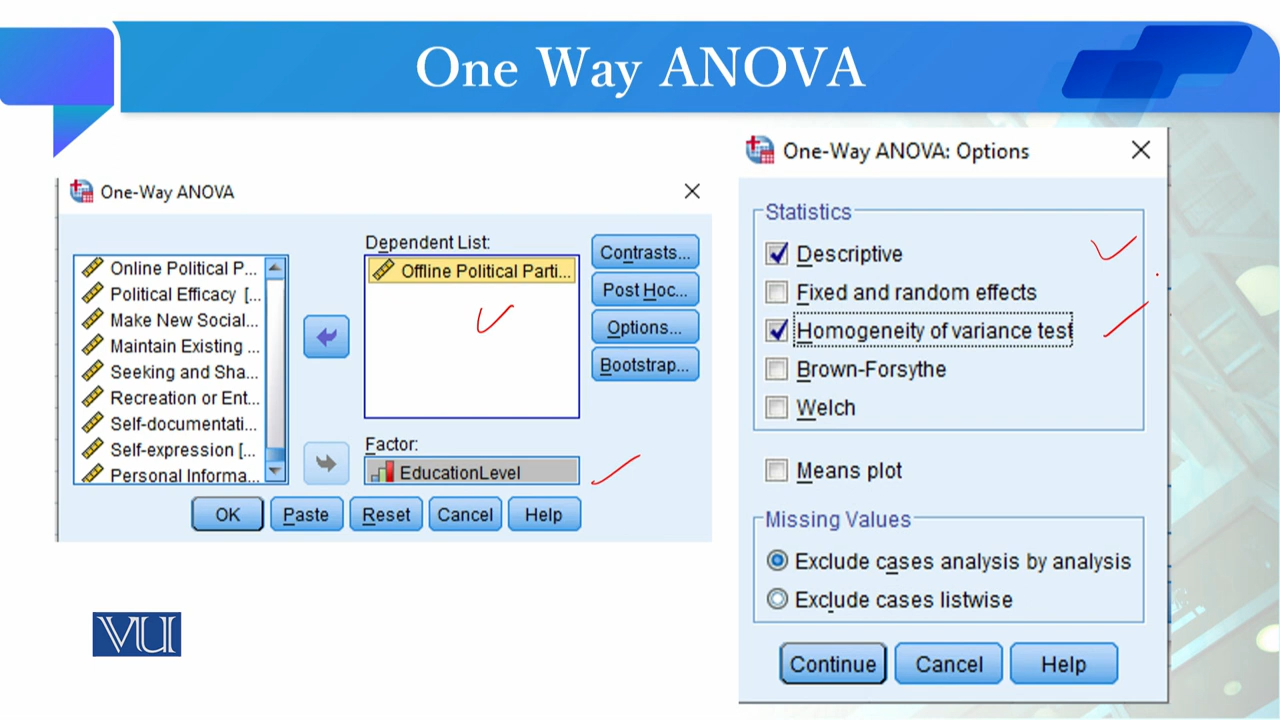 One Way ANOVA
One-Way ANOVA
Online Political P...
Political Efficacy [...
Make New Social...
Maintain Existing ...
Seeking and Sha...
Recreation or Ent...
Self-documentati...
Self-expression [...
Personal Informa...
Dependent List:
Offline Political Parti...
Factor:
EducationLevel
Contrasts...
Post Hoc...
Options...
Bootstrap...
OK Paste Reset Cancel Help
One-Way ANOVA: Options
Statistics
Descriptive
Fixed and random effects
Homogeneity of variance test
Brown-Forsythe
Welch
Means plot
Missing Values
Exclude cases analysis by analysis
Exclude cases listwise
Continue Cancel Help
VU